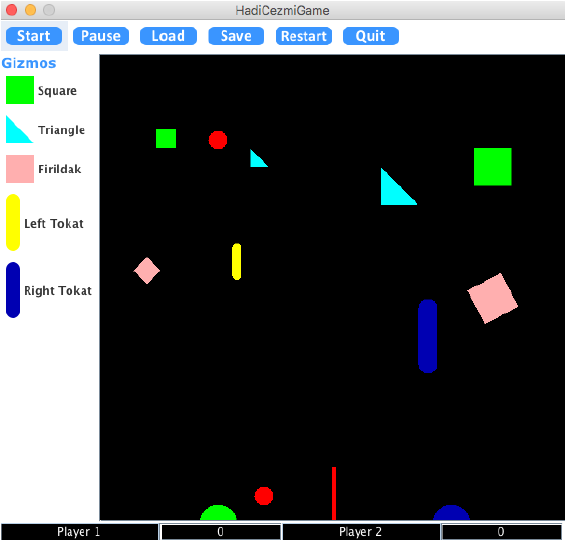 HadiCezmiGame
Start Pause Load Save Restart Quit
Gizmos
Square
Triangle
Firildak
Left Tokat
Right Tokat
Player 1 0 Player 2 0